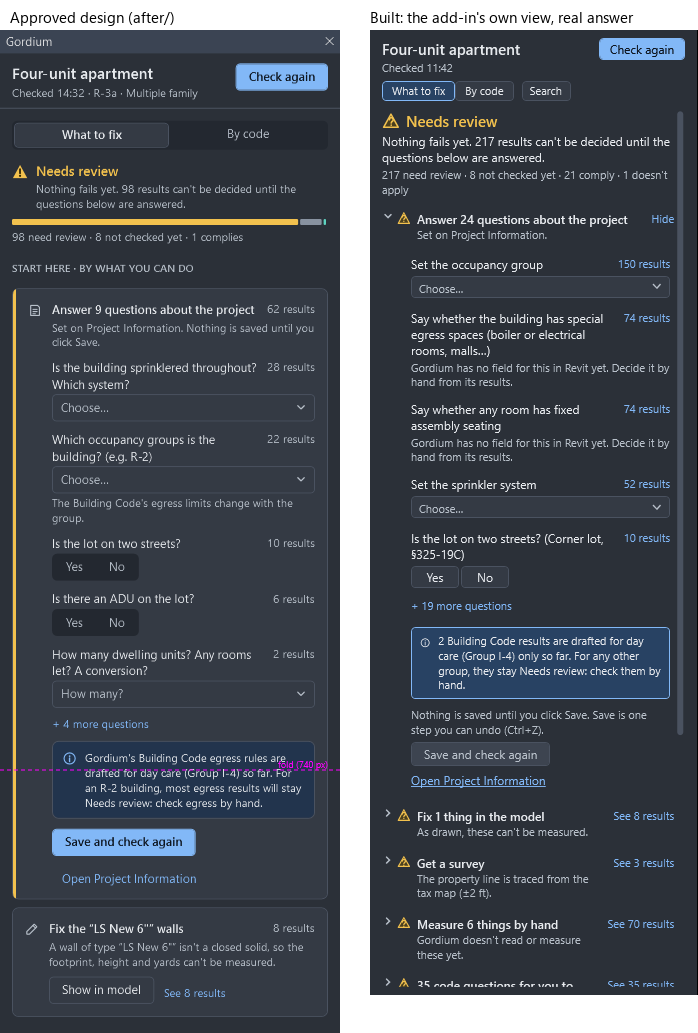 Approved design (after/)
Gordium
Four-unit apartment
Check again
Checked 14:32 · R-3a · Multiple family
What to fix
By code
Needs review
Nothing fails yet. 98 results can't be decided until the
questions below are answered.
98 need review · 8 not checked yet · 1 complies
START HERE · BY WHAT YOU CAN DO
Answer 9 questions about the project
62 results
Set on Project Information. Nothing is saved until you
click Save.
Is the building sprinklered throughout?
28 results
Which system?
Choose...
Which occupancy groups is the
22 results
building? (e.g. R-2)
Choose...
The Building Code's egress limits change with the
group.
Is the lot on two streets?
10 results
Yes
No
Is there an ADU on the lot?
6 results
Yes
No
How many dwelling units? Any rooms
2 results
let? A conversion?
How many?
+ 4 more questions
Gordium's Building Code egress rules are
fold (740 px)
drafted for day care (Group I-4) so far. For
an R-2 building, most egress results will stay
Needs review: check egress by hand.
Save and check again
Open Project Information
Fix the "LS New 6"" walls
8 results
A wall of type "LS New 6"" isn't a closed solid, so the
footprint, height and yards can't be measured.
Show in model
See 8 results
Built: the add-in's own view, real answer
Four-unit apartment
Check again
Checked 11:42
What to fix
By code
Search
Needs review
Nothing fails yet. 217 results can't be decided until the
questions below are answered.
217 need review · 8 not checked yet · 21 comply · 1 doesn't
apply
Answer 24 questions about the project
Hide
Set on Project Information.
Set the occupancy group
150 results
Choose...
Say whether the building has special
74 results
egress spaces (boiler or electrical
rooms, malls...)
Gordium has no field for this in Revit yet. Decide it by
hand from its results.
Say whether any room has fixed
74 results
assembly seating
Gordium has no field for this in Revit yet. Decide it by
hand from its results.
Set the sprinkler system
52 results
Choose...
Is the lot on two streets? (Corner lot,
10 results
§325-19C)
Yes
No
+ 19 more questions
2 Building Code results are drafted for day
care (Group I-4) only so far. For any other
group, they stay Needs review: check them by
hand.
Nothing is saved until you click Save. Save is one
step you can undo (Ctrl+Z).
Save and check again
Open Project Information
Fix 1 thing in the model
See 8 results
As drawn, these can't be measured.
Get a survey
See 3 results
The property line is traced from the
tax map (±2 ft).
Measure 6 things by hand
See 70 results
Gordium doesn't read or measure
these yet.
35 code questions for you to
See 35 results